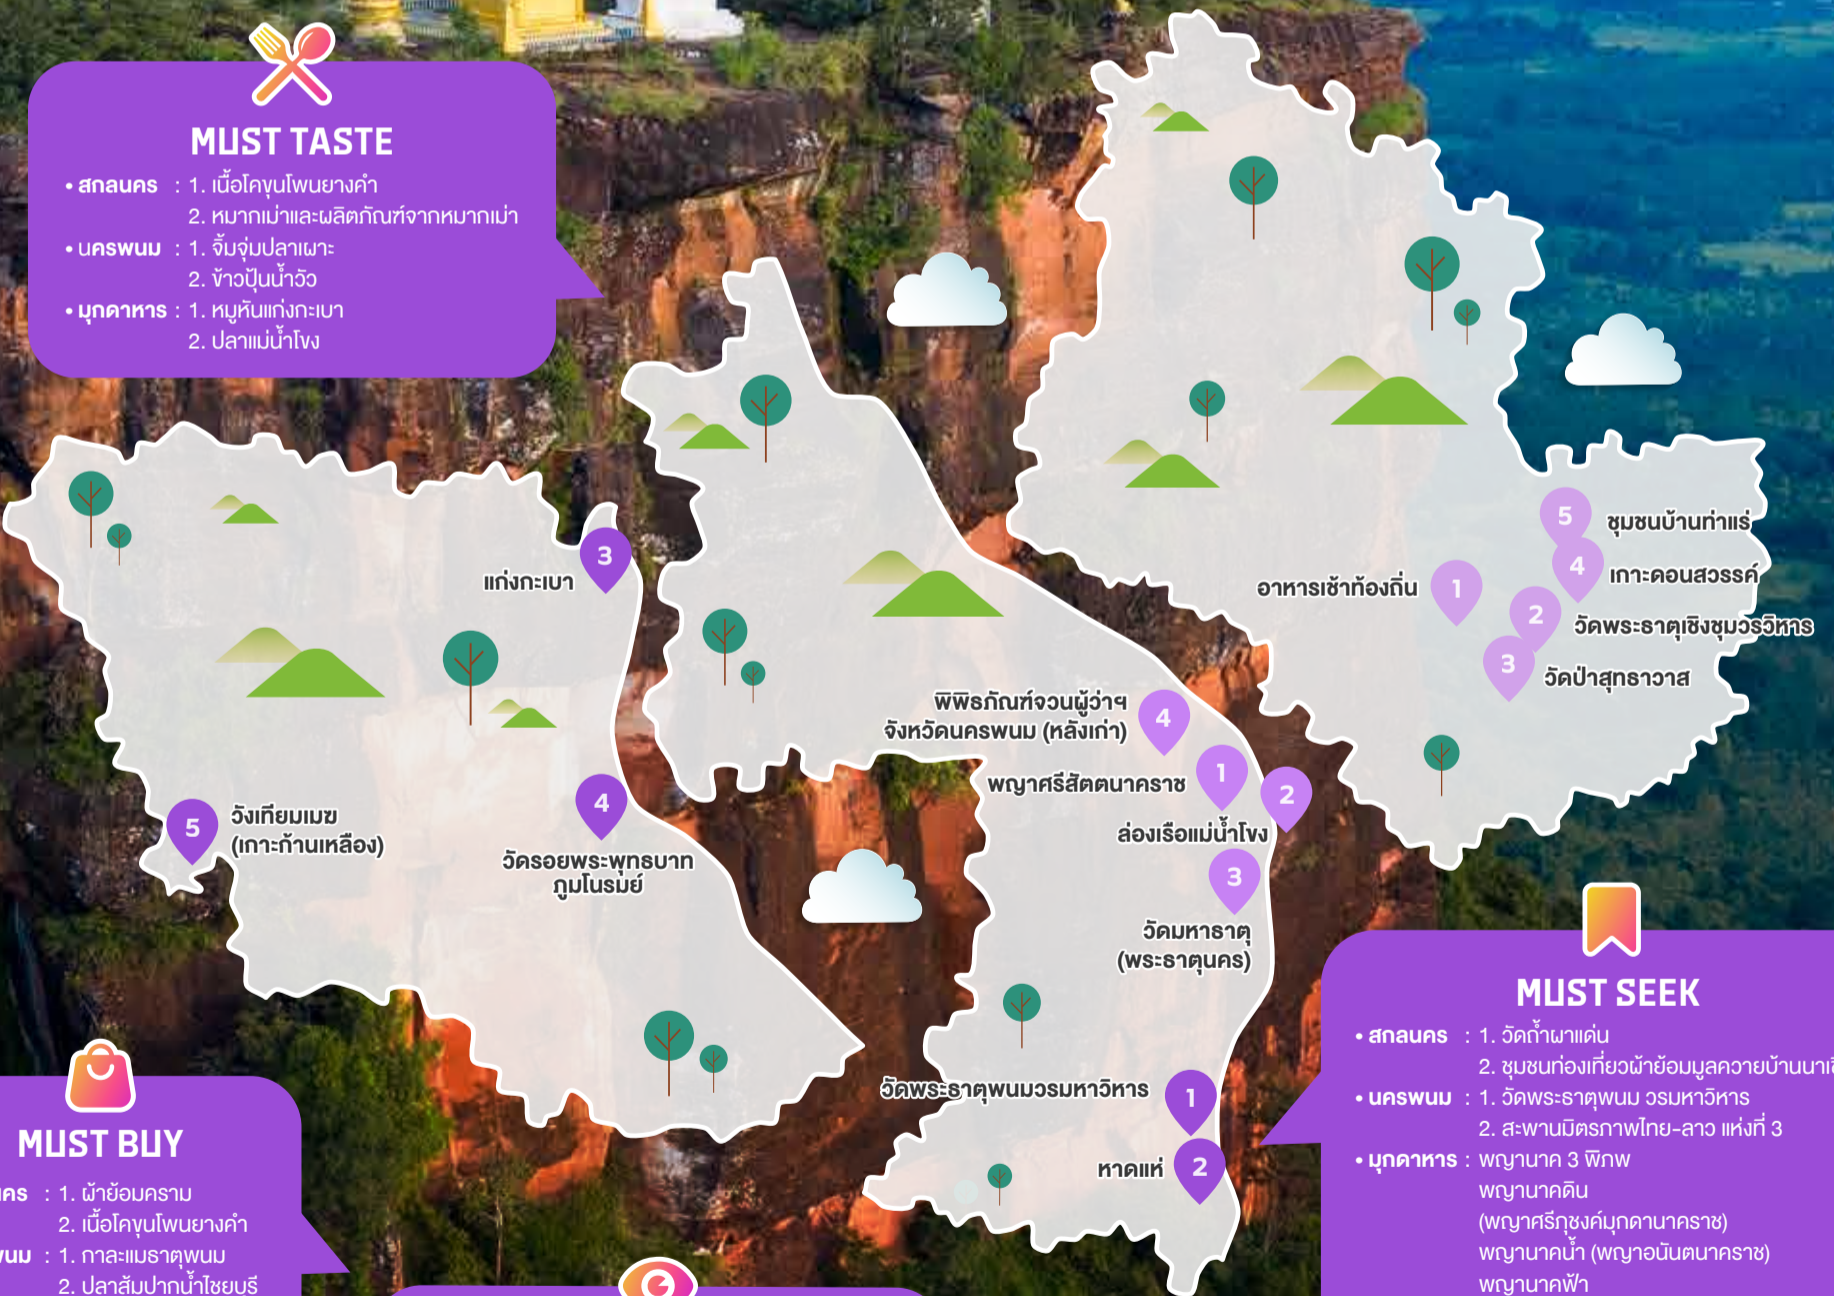 MUST TASTE
• สกลนคร : 1. เนื้อโคขุนโพนยางคำ
2. หมากเม่าและผลิตภัณฑ์จากหมากเม่า
• นครพนม : 1. จิ้มจุ่มปลาเผาะ
2. ข้าวปุ้นน้ำวัว
• มุกดาหาร : 1. หมูหันแก่งกะเบา
2. ปลาแม่น้ำโขง
5 ชุมชนบ้านท่าแร่
4 เกาะดอนสวรรค์
อาหารเช้าท้องถิ่น 1
2 วัดพระธาตุเชิงชุมวรวิหาร
3 วัดป่าสุทธาวาส
3
แก่งกะเบา
5 วังเทียมเมฆ
(เกาะก้านเหลือง)
4
วัดรอยพระพุทธบาท
ภูมโนรมย์
พิพิธภัณฑ์จวนผู้ว่าฯ
จังหวัดนครพนม (หลังเก่า) 4
พญาศรีสัตตนาคราช 1
2
ล่องเรือแม่น้ำโขง
3
วัดมหาธาตุ
(พระธาตุนคร)
วัดพระธาตุพนมวรมหาวิหาร 1
หาดแห่ 2
MUST BUY
นคร : 1. ผ้าย้อมคราม
2. เนื้อโคขุนโพนยางคำ
พนม : 1. กาละแมธาตุพนม
2. ปลาส้มปากน้ำไชยบุรี
MUST SEEK
• สกลนคร : 1. วัดถ้ำผาแด่น
2. ชุมชนท่องเที่ยวผ้าย้อมมูลควายบ้านนาเ
• นครพนม : 1. วัดพระธาตุพนม วรมหาวิหาร
2. สะพานมิตรภาพไทย-ลาว แห่งที่ 3
• มุกดาหาร : พญานาค 3 พิภพ
พญานาคดิน
(พญาศรีภุชงค์มุกดานาคราช)
พญานาคน้ำ (พญาอนันตนาคราช)
พญานาคฟ้า